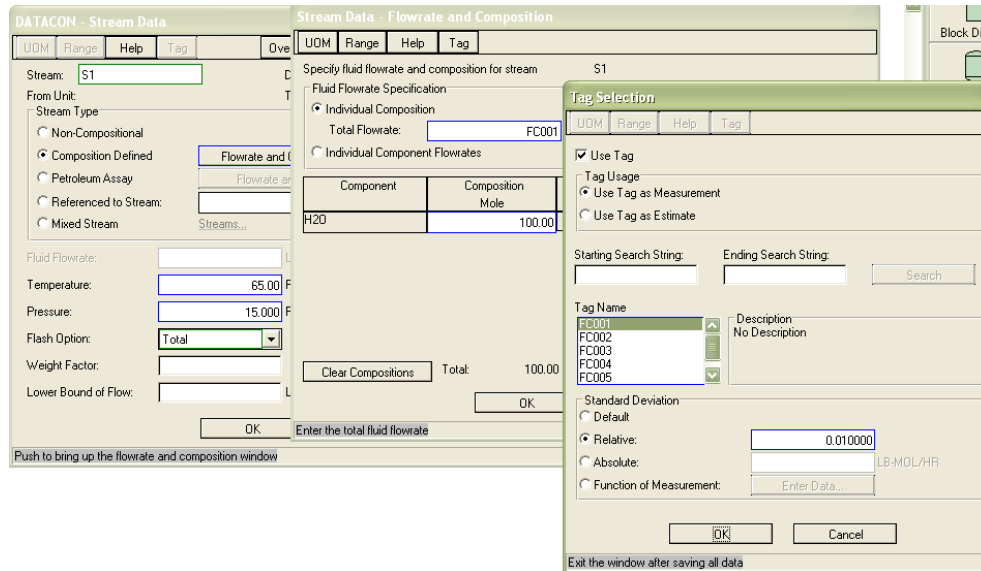 DATACON - Stream Data
UOM Range Help Tag
Stream: S1
From Unit:
Stream Type
Non-Compositional
Composition Defined
Flowrate and
Petroleum Assay
Flowrate
Referenced to Stream:
Mixed Stream Streams...
Fluid Flowrate:
Temperature: 65.00
Pressure: 15.000
Flash Option: Total
Weight Factor:
Lower Bound of Flow:
OK
Push to bring up the flowrate and composition window
Stream Data - Flowrate and Composition
UOM Range Help Tag
Specify fluid flowrate and composition for stream S1
Fluid Flowrate Specification
Individual Composition
Total Flowrate: FC001
Individual Component Flowrates
Component Composition
Mole
H2O 100.00
Clear Compositions Total: 100.00
OK
Enter the total fluid flowrate
Tag Selection
UOM Range Help Tag
Use Tag
Tag Usage
Use Tag as Measurement
Use Tag as Estimate
Starting Search String: Ending Search String:
Search
Tag Name
FC001
FC002
FC003
FC004
FC005
Description
No Description
Standard Deviation
Default
Relative: 0.010000
Absolute: LB-MOL/HR
Function of Measurement: Enter Data...
OK Cancel
Exit the window after saving all data
Block Di